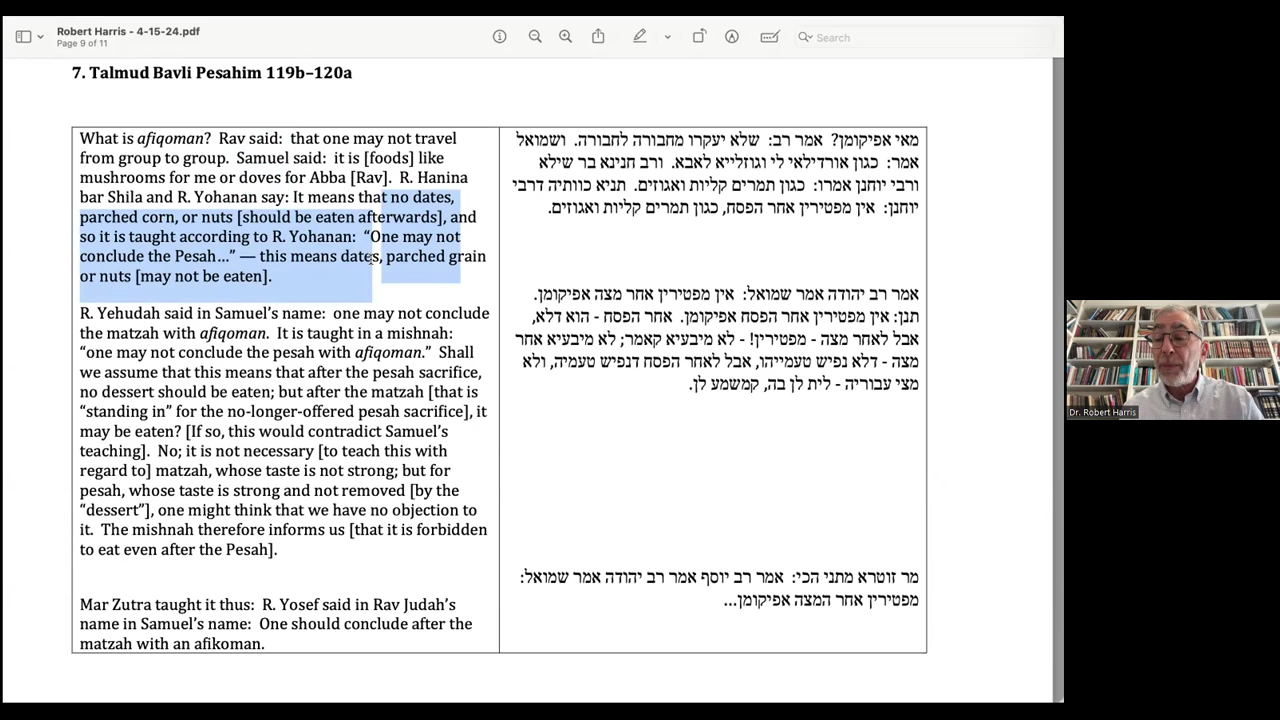 Robert Harris - 4-15-24.pdf
Page 9 of 11
Search
7. Talmud Bavli Pesahim 119b–120a
What is afiqoman? Rav said: that one may not travel
from group to group. Samuel said: it is [foods] like
mushrooms for me or doves for Abba [Rav]. R. Hanina
bar Shila and R. Yohanan say: It means that no dates,
parched corn, or nuts [should be eaten afterwards], and
so it is taught according to R. Yohanan: “One may not
conclude the Pesah…” — this means dates, parched grain
or nuts [may not be eaten].
R. Yehudah said in Samuel’s name: one may not conclude
the matzah with afiqoman. It is taught in a mishnah:
“one may not conclude the pesah with afiqoman.” Shall
we assume that this means that after the pesah sacrifice,
no dessert should be eaten; but after the matzah [that is
“standing in” for the no-longer-offered pesah sacrifice], it
may be eaten? [If so, this would contradict Samuel’s
teaching]. No; it is not necessary [to teach this with
regard to] matzah, whose taste is not strong; but for
pesah, whose taste is strong and not removed [by the
“dessert”], one might think that we have no objection to
it. The mishnah therefore informs us [that it is forbidden
to eat even after the Pesah].
Mar Zutra taught it thus: R. Yosef said in Rav Judah’s
name in Samuel’s name: One should conclude after the
matzah with an afikoman.
מאי אפיקומן? אמר רב: שלא יעקרו מחבורה לחבורה. ושמואל
אמר: כגון אורדילאי לי וגוזלייא לאבא. ורב חנינא בר שילא
ורבי יוחנן אמרו: כגון תמרים קליות ואגוזים. תניא כוותיה דרבי
יוחנן: אין מפטירין אחר הפסח, כגון תמרים קליות ואגוזים.
אמר רב יהודה אמר שמואל: אין מפטירין אחר מצה אפיקומן.
תנן: אין מפטירין אחר הפסח אפיקומן. אחר הפסח - הוא דלא,
אבל לאחר מצה - מפטירין! - לא מיבעיא קאמר; לא מיבעיא אחר
מצה - דלא נפיש טעמייהו, אבל לאחר הפסח דנפיש טעמיה, ולא
מצי עבוריה - לית לן בה, קמשמע לן.
מר זוטרא מתני הכי: אמר רב יוסף אמר רב יהודה אמר שמואל:
מפטירין אחר המצה אפיקומן...
Dr. Robert Harris